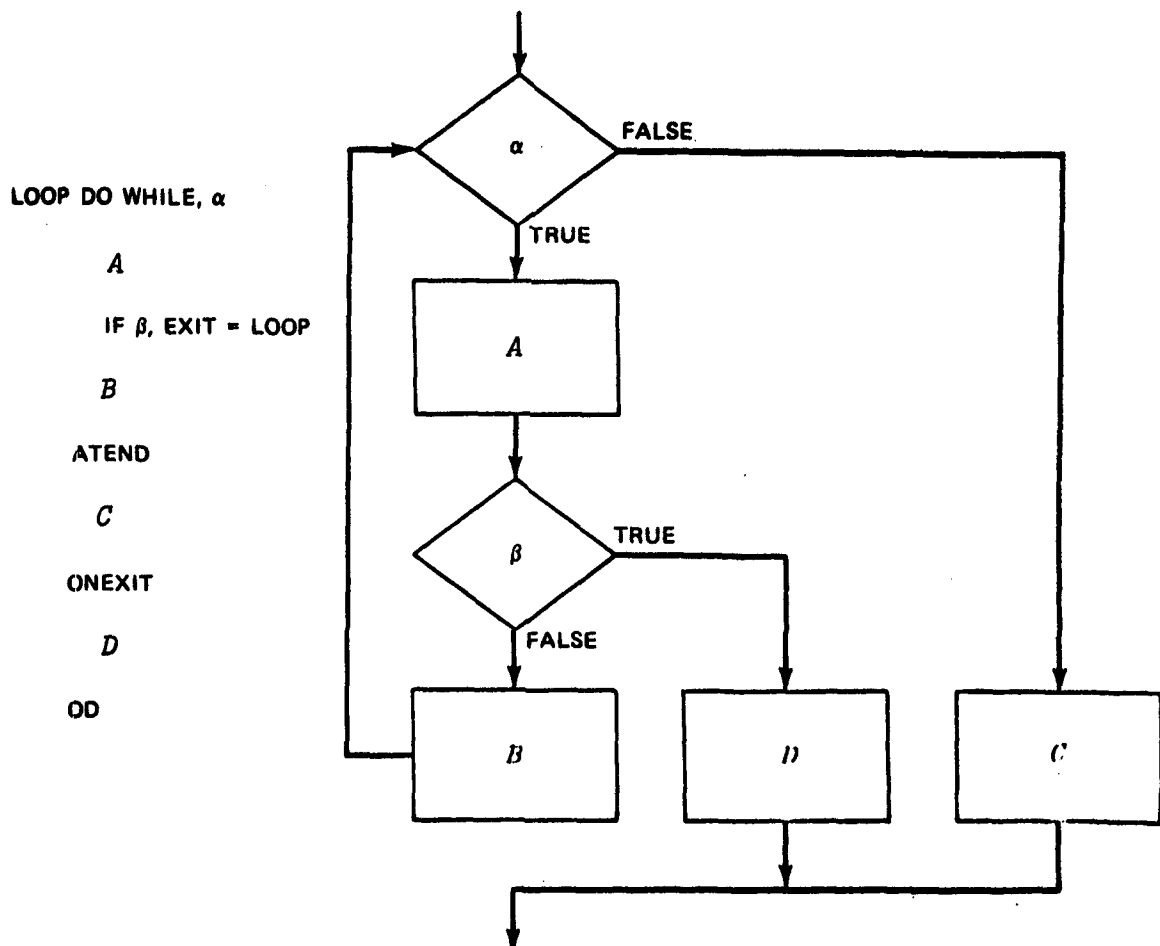 LOOP DO WHILE, α
A
IF β, EXIT = LOOP
B
ATEND
C
ONEXIT
D
OD
α
FALSE
TRUE
A
β
TRUE
FALSE
B
D
C